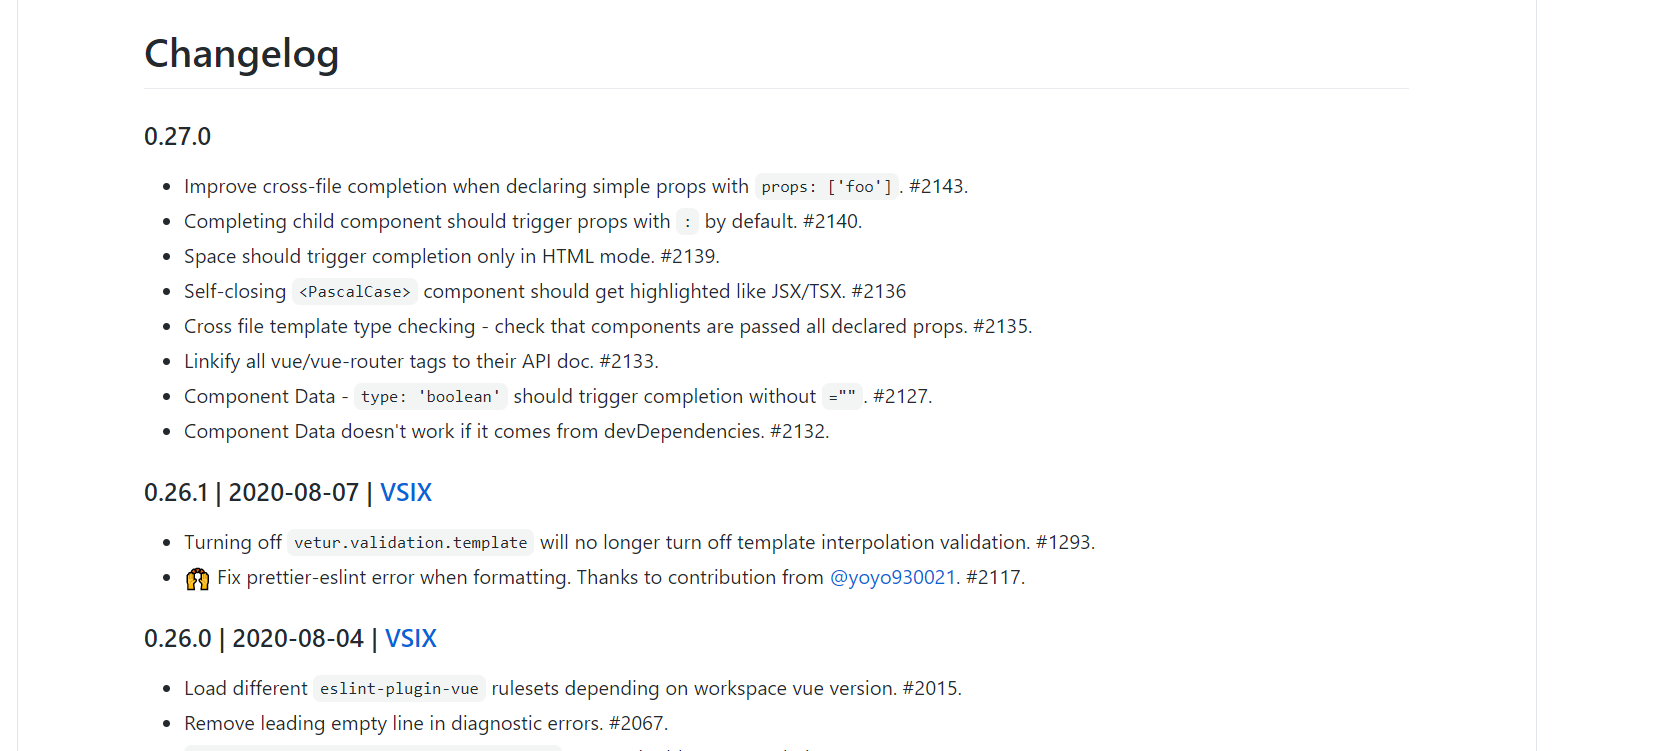 Changelog
0.27.0
Improve cross-file completion when declaring simple props with props: ['foo'] . #2143.
Completing child component should trigger props with : by default. #2140.
Space should trigger completion only in HTML mode. #2139.
Self-closing <PascalCase> component should get highlighted like JSX/TSX. #2136
Cross file template type checking - check that components are passed all declared props. #2135.
Linkify all vue/vue-router tags to their API doc. #2133.
Component Data - type: 'boolean' should trigger completion without ="" . #2127.
Component Data doesn't work if it comes from devDependencies. #2132.
0.26.1 | 2020-08-07 | VSIX
Turning off vetur.validation.template will no longer turn off template interpolation validation. #1293.
🙌 Fix prettier-eslint error when formatting. Thanks to contribution from @yoyo930021. #2117.
0.26.0 | 2020-08-04 | VSIX
Load different eslint-plugin-vue rulesets depending on workspace vue version. #2015.
Remove leading empty line in diagnostic errors. #2067.